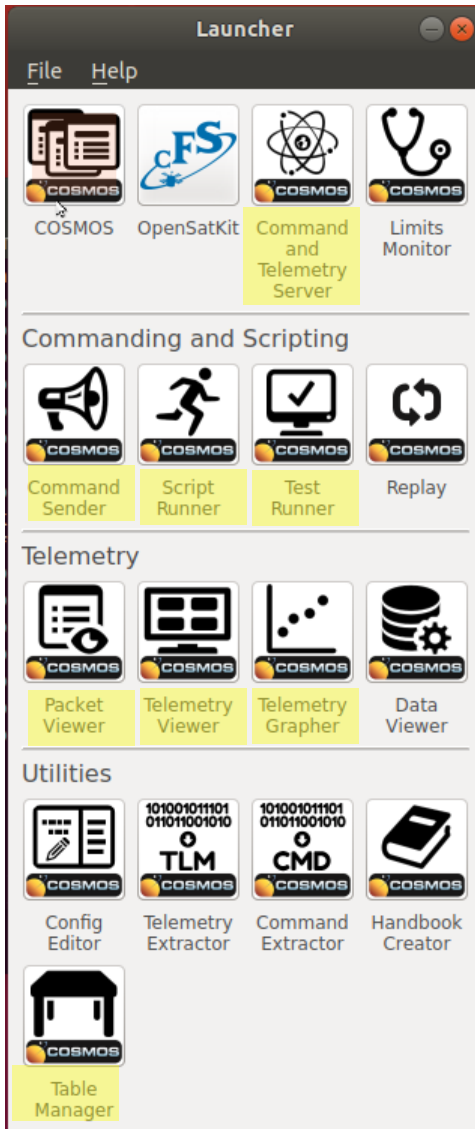 Launcher
File Help
COSMOS cFS COSMOS COSMOS
COSMOS OpenSatKit Command Limits
and Monitor
Telemetry
Server
Commanding and Scripting
COSMOS COSMOS COSMOS COSMOS
Command Script Test Replay
Sender Runner Runner
Telemetry
COSMOS COSMOS COSMOS COSMOS
Packet Telemetry Telemetry Data
Viewer Viewer Grapher Viewer
Utilities
101001011101 101001011101
011011001010 011011001010
TLM CMD
COSMOS COSMOS COSMOS COSMOS
Config Telemetry Command Handbook
Editor Extractor Extractor Creator
COSMOS
Table
Manager